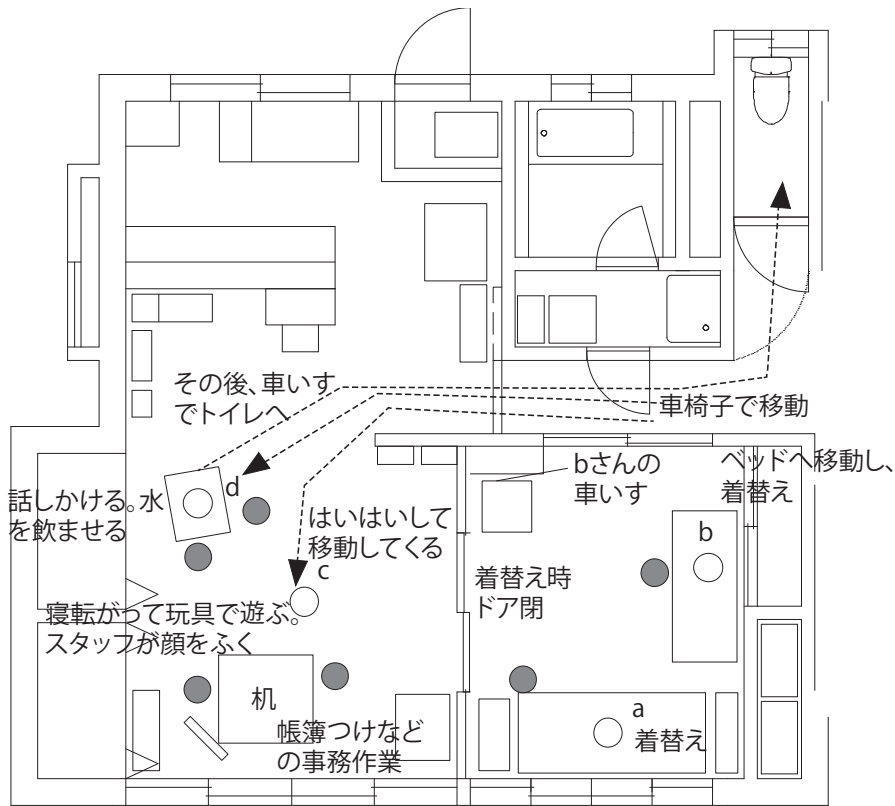 その後、車いす
でトイレへ
車椅子で移動
話しかける。水
を飲ませる
d
はいはいして
移動してくる
c
bさんの
車いす
ベッドへ移動し、
着替え
b
着替え時
ドア閉
寝転がって玩具で遊ぶ。
スタッフが顔をふく
机
帳簿つけなど
の事務作業
a
着替え